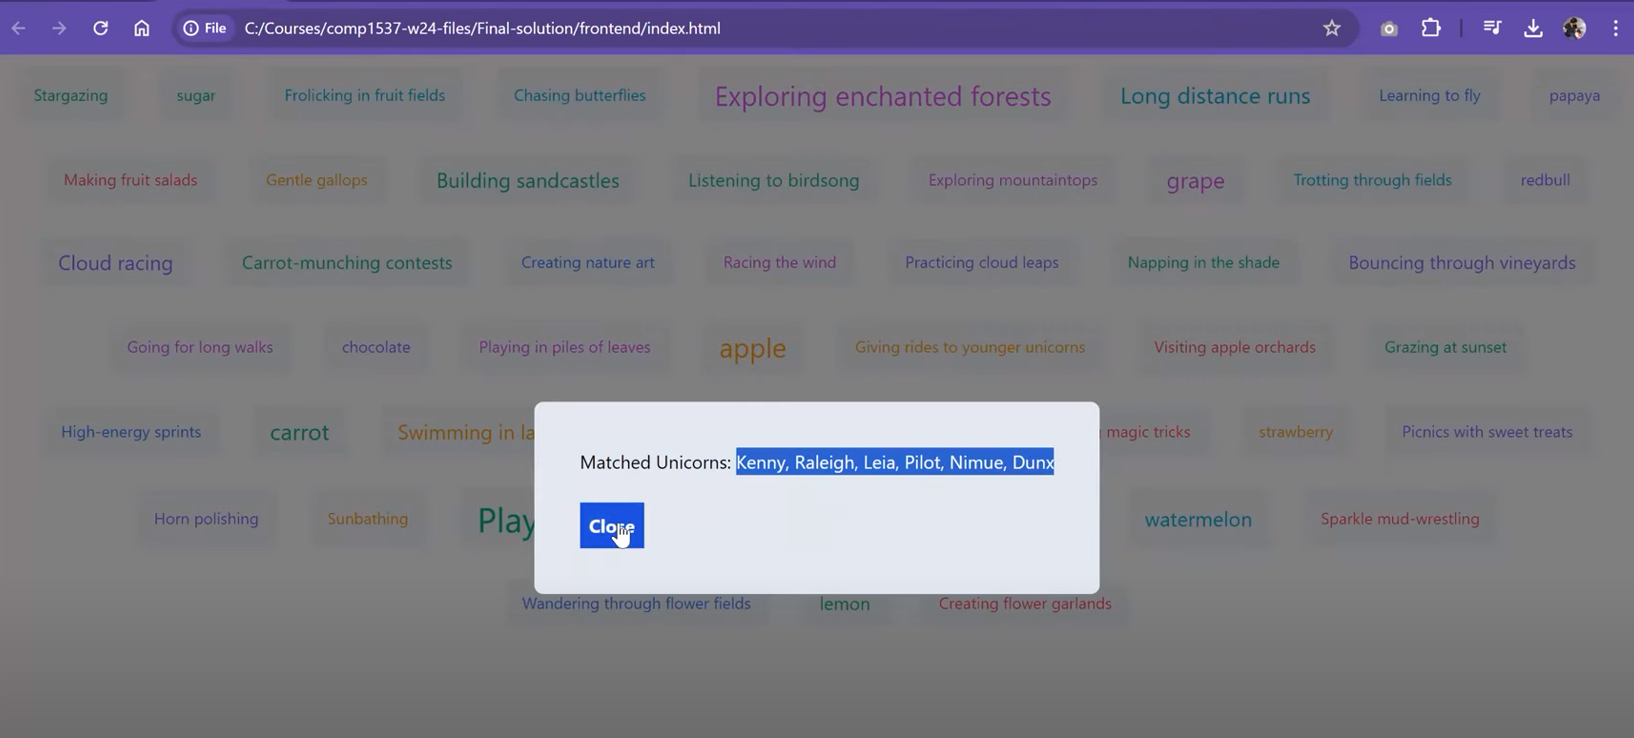 File C:/Courses/comp1537-w24-files/Final-solution/frontend/index.html
Stargazing sugar Frolicking in fruit fields Chasing butterflies Exploring enchanted forests Long distance runs Learning to fly papaya
Making fruit salads Gentle gallops Building sandcastles Listening to birdsong Exploring mountaintops grape Trotting through fields redbull
Cloud racing Carrot-munching contests Creating nature art Racing the wind Practicing cloud leaps Napping in the shade Bouncing through vineyards
Going for long walks chocolate Playing in piles of leaves apple Giving rides to younger unicorns Visiting apple orchards Grazing at sunset
High-energy sprints carrot Swimming in la magic tricks strawberry Picnics with sweet treats
Matched Unicorns: Kenny, Raleigh, Leia, Pilot, Nimue, Dunx
Horn polishing Sunbathing Play watermelon Sparkle mud-wrestling
Close
Wandering through flower fields lemon Creating flower garlands